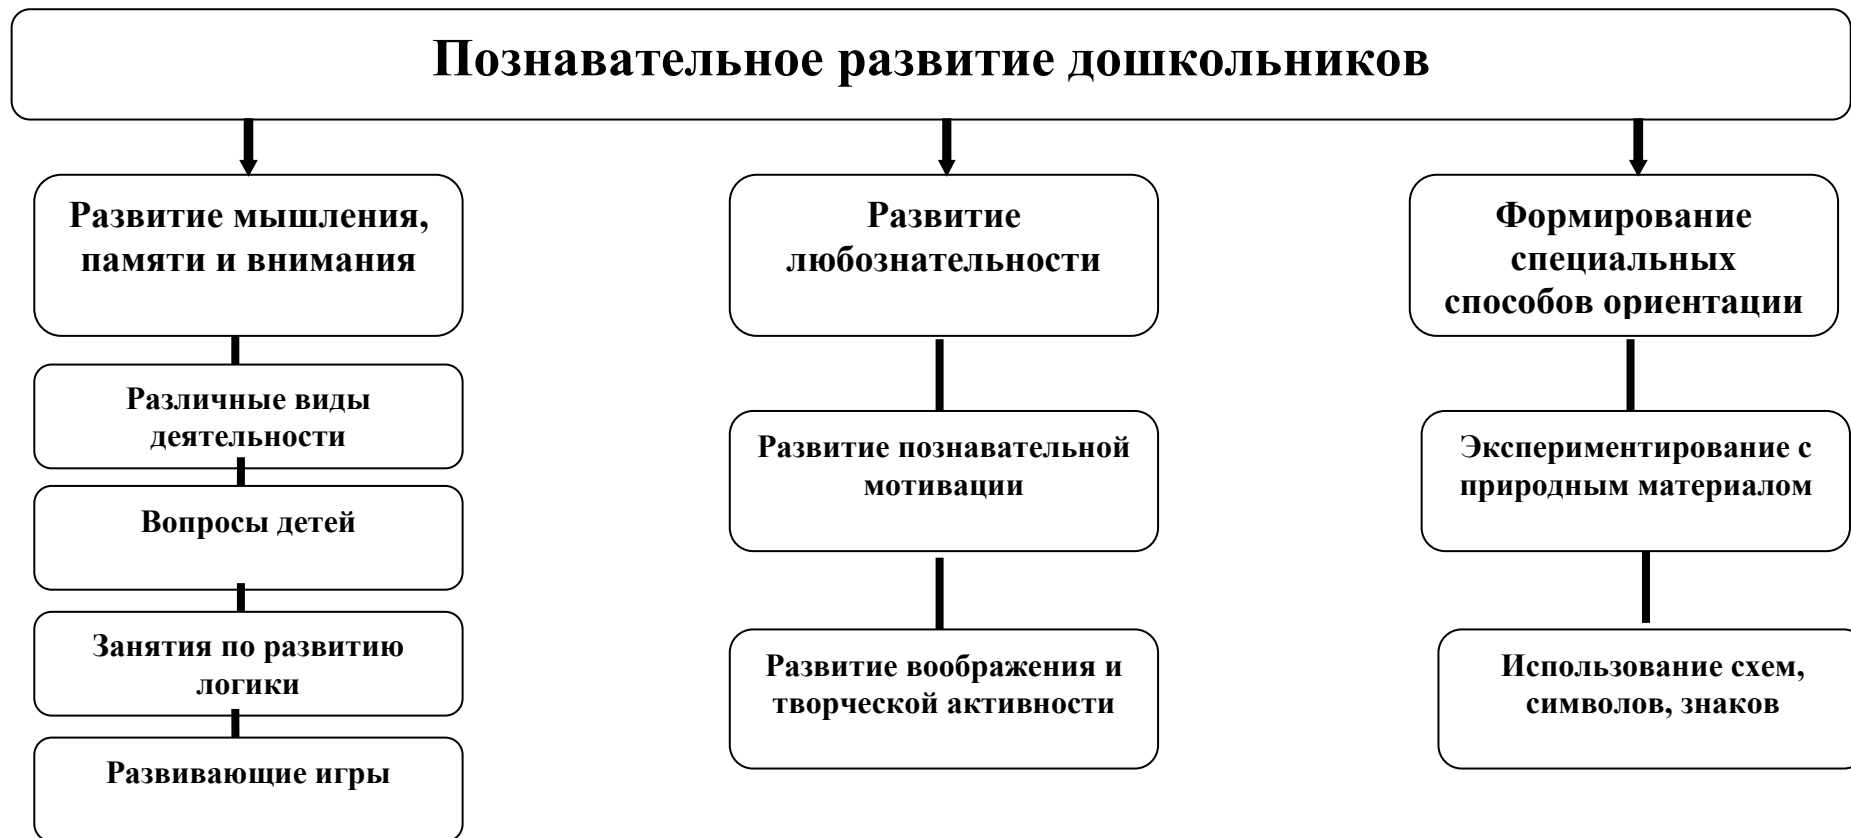 Познавательное развитие дошкольников
Развитие мышления,
памяти и внимания
Различные виды
деятельности
Вопросы детей
Занятия по развитию
логики
Развивающие игры
Развитие
любознательности
Развитие познавательной
мотивации
Развитие воображения и
творческой активности
Формирование
специальных
способов ориентации
Экспериментирование с
природным материалом
Использование схем,
символов, знаков